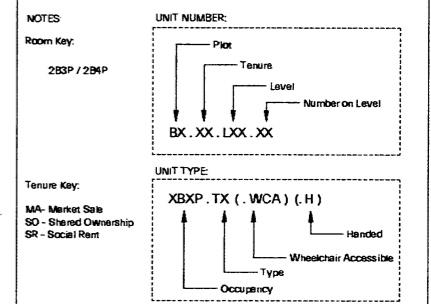 NOTES:
Room Key:
2B3P / 2B4P
Tenure Key:
MA- Market Sale
SO - Shared Ownership
SR - Social Rent
UNIT NUMBER:
Plot
Tenure
Level
Number on Level
BX.XX.LXX.XX
UNIT TYPE:
XBXP.TX (.WCA) (.H)
Handed
Wheelchair Accessible
Type
Occupancy